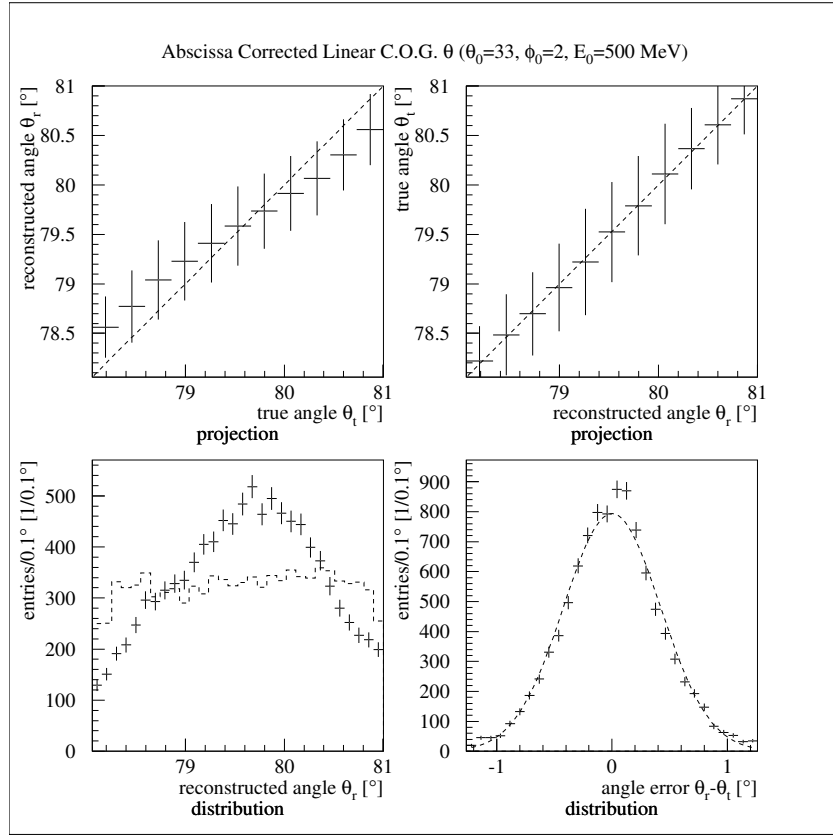 Abscissa Corrected Linear C.O.G. θ (θ₀=33, ϕ₀=2, E₀=500 MeV)
reconstructed angle θᵣ [°]
81
80.5
80
79.5
79
78.5
79 80 81
true angle θₜ [°]
projection
true angle θₜ [°]
81
80.5
80
79.5
79
78.5
79 80 81
reconstructed angle θᵣ [°]
projection
entries/0.1° [1/0.1°]
500
400
300
200
100
0
79 80 81
reconstructed angle θᵣ [°]
distribution
entries/0.1° [1/0.1°]
900
800
700
600
500
400
300
200
100
0
-1 0 1
angle error θᵣ-θₜ [°]
distribution